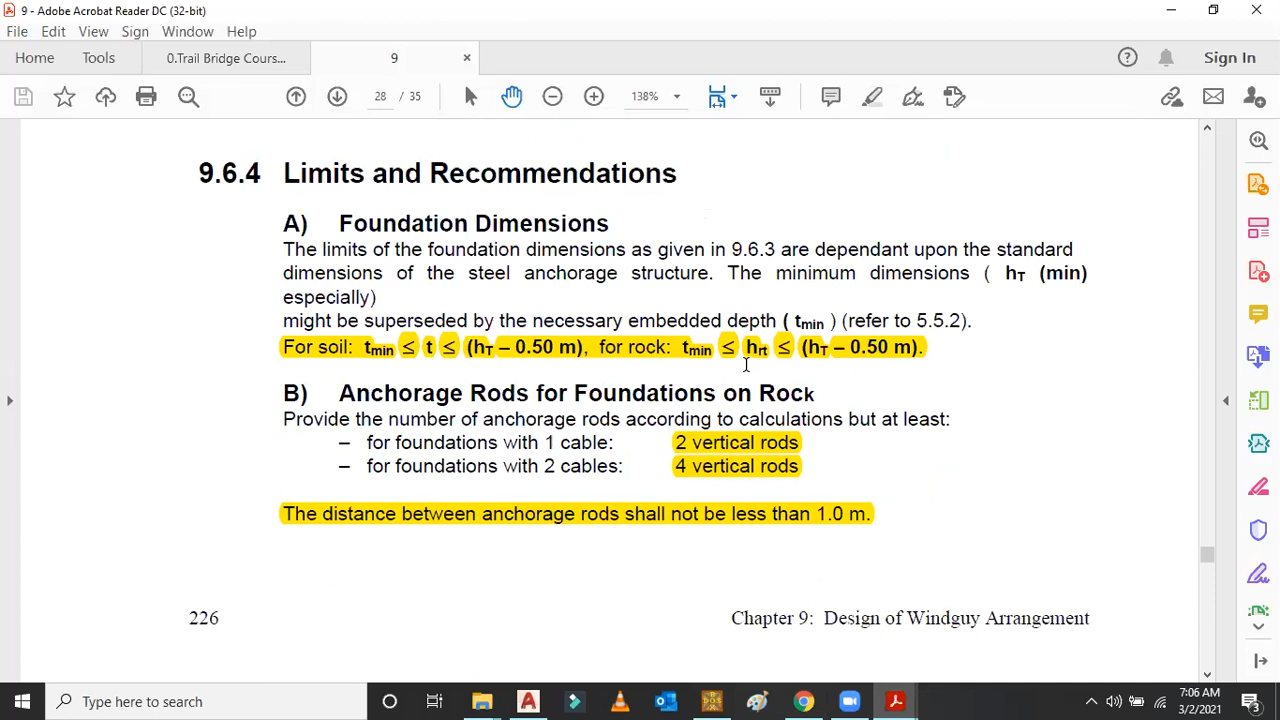 9 - Adobe Acrobat Reader DC (32-bit)
File Edit View Sign Window Help
Home Tools 0.Trail Bridge Cours... 9 × Sign In
28 / 35 138%
9.6.4 Limits and Recommendations
A) Foundation Dimensions
The limits of the foundation dimensions as given in 9.6.3 are dependant upon the standard
dimensions of the steel anchorage structure. The minimum dimensions ( hT (min)
especially)
might be superseded by the necessary embedded depth ( tmin ) (refer to 5.5.2).
For soil: tmin ≤ t ≤ (hT – 0.50 m), for rock: tmin ≤ hrt ≤ (hT – 0.50 m).
B) Anchorage Rods for Foundations on Rock
Provide the number of anchorage rods according to calculations but at least:
– for foundations with 1 cable: 2 vertical rods
– for foundations with 2 cables: 4 vertical rods
The distance between anchorage rods shall not be less than 1.0 m.
226 Chapter 9: Design of Windguy Arrangement
Type here to search
7:06 AM
3/2/2021
3